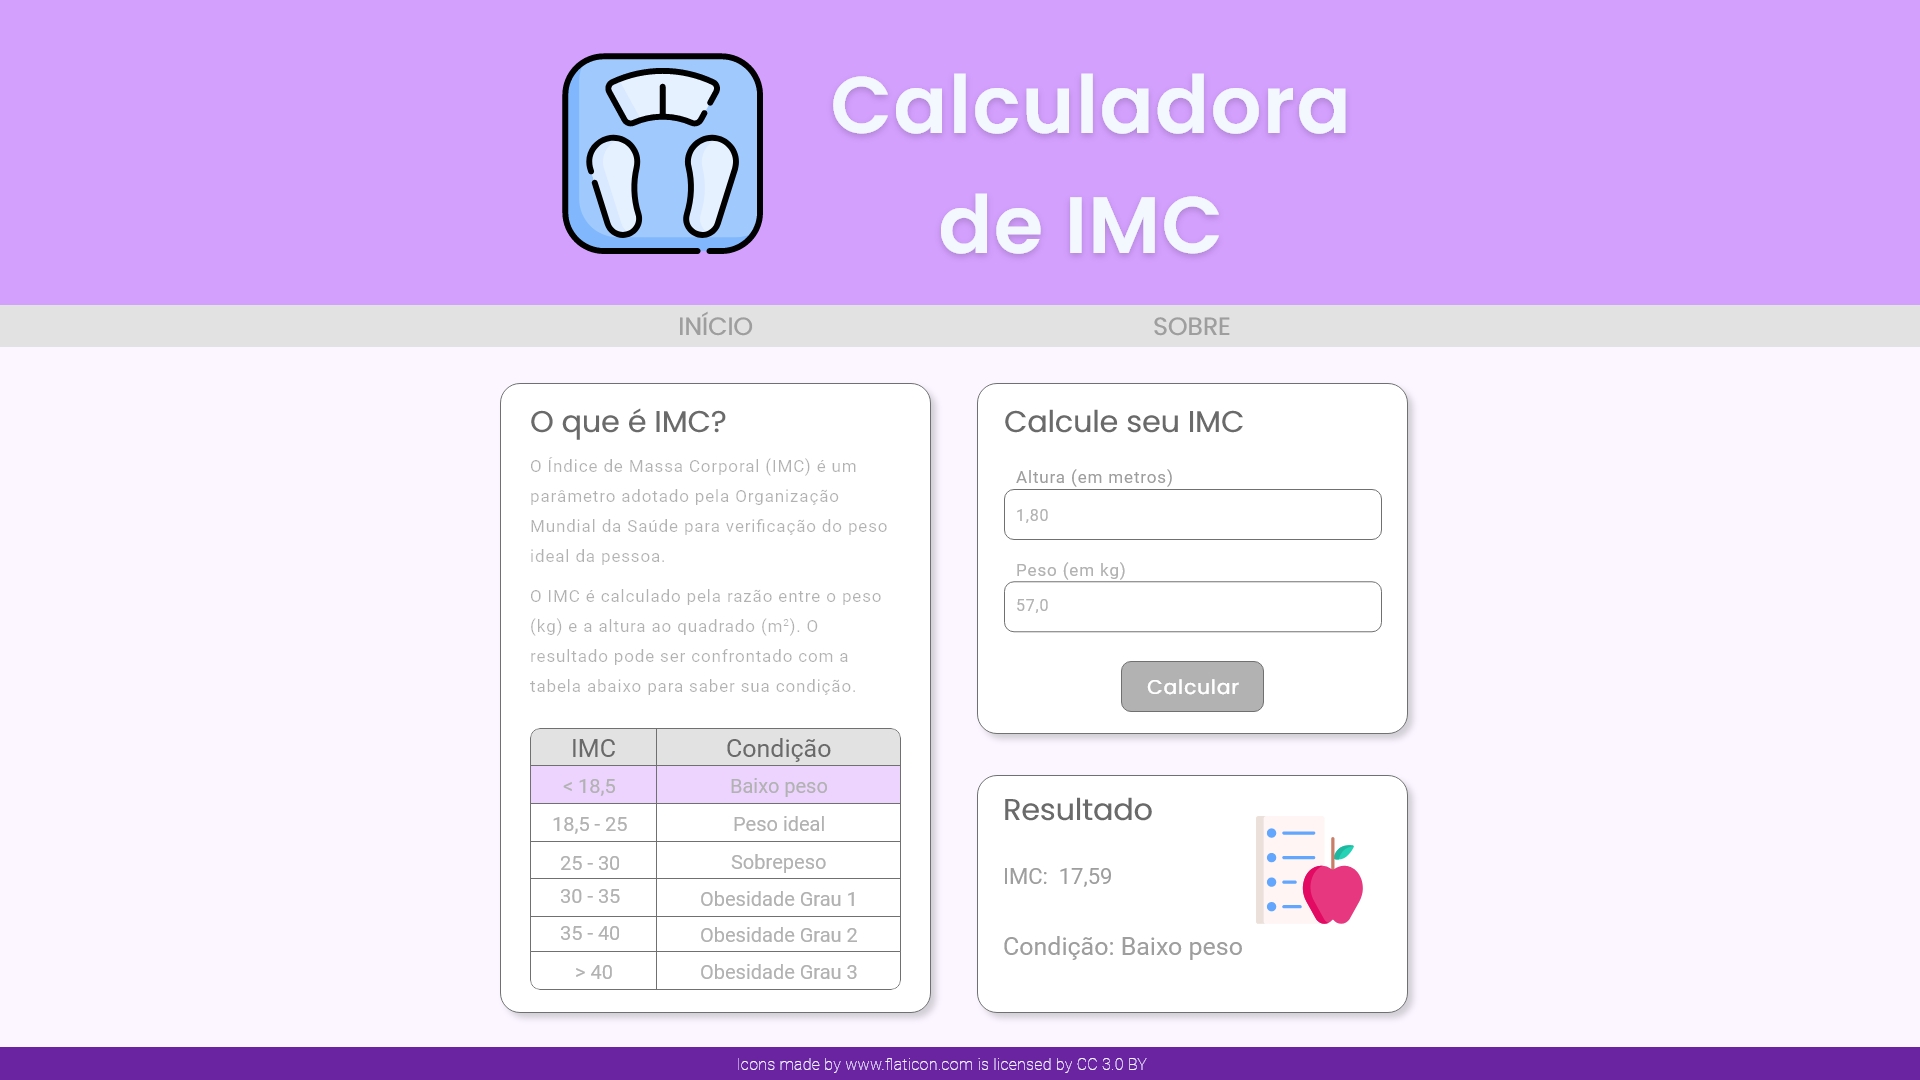 Calculadora
de IMC
INÍCIO
SOBRE
O que é IMC?
O Índice de Massa Corporal (IMC) é um
parâmetro adotado pela Organização
Mundial da Saúde para verificação do peso
ideal da pessoa.
O IMC é calculado pela razão entre o peso
(kg) e a altura ao quadrado (m²). O
resultado pode ser confrontado com a
tabela abaixo para saber sua condição.
IMC Condição
< 18,5 Baixo peso
18,5 - 25 Peso ideal
25 - 30 Sobrepeso
30 - 35 Obesidade Grau 1
35 - 40 Obesidade Grau 2
> 40 Obesidade Grau 3
Calcule seu IMC
Altura (em metros)
1,80
Peso (em kg)
57,0
Calcular
Resultado
IMC: 17,59
Condição: Baixo peso
Icons made by www.flaticon.com is licensed by CC 3.0 BY